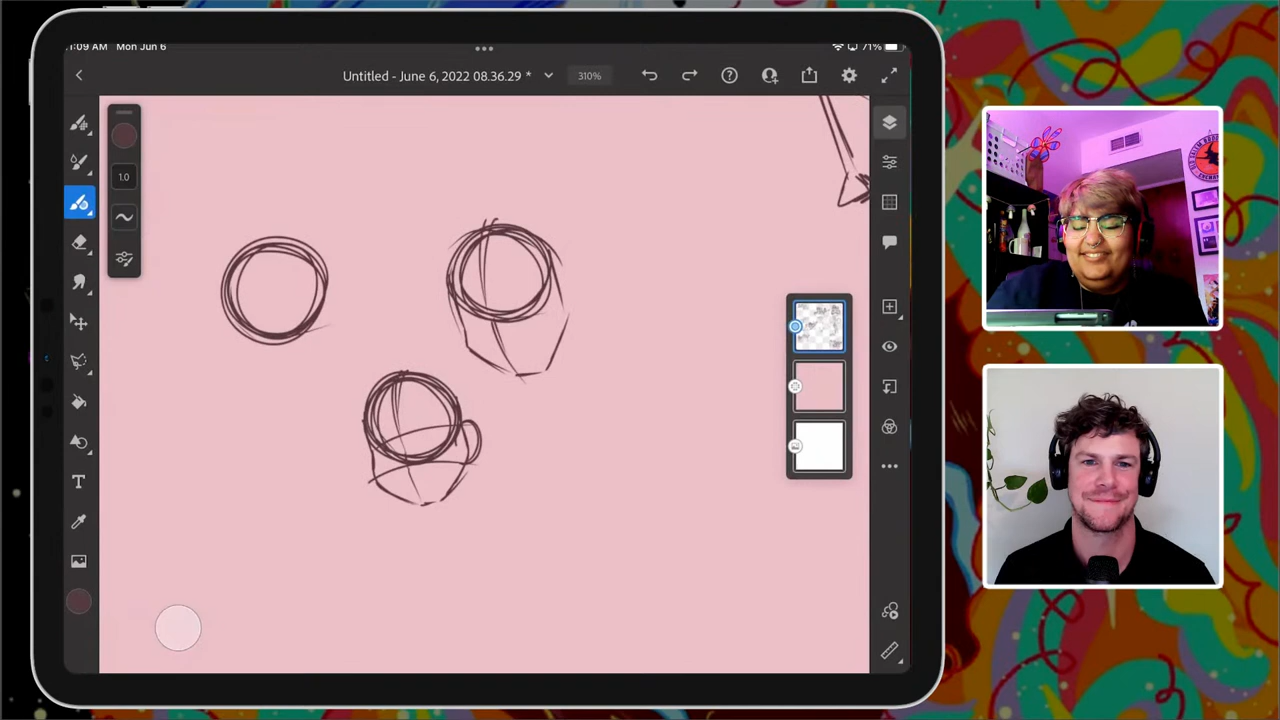 1:09 AM Mon Jun 6
71%
Untitled - June 6, 2022 08.36.29 *
310%
1.0
T